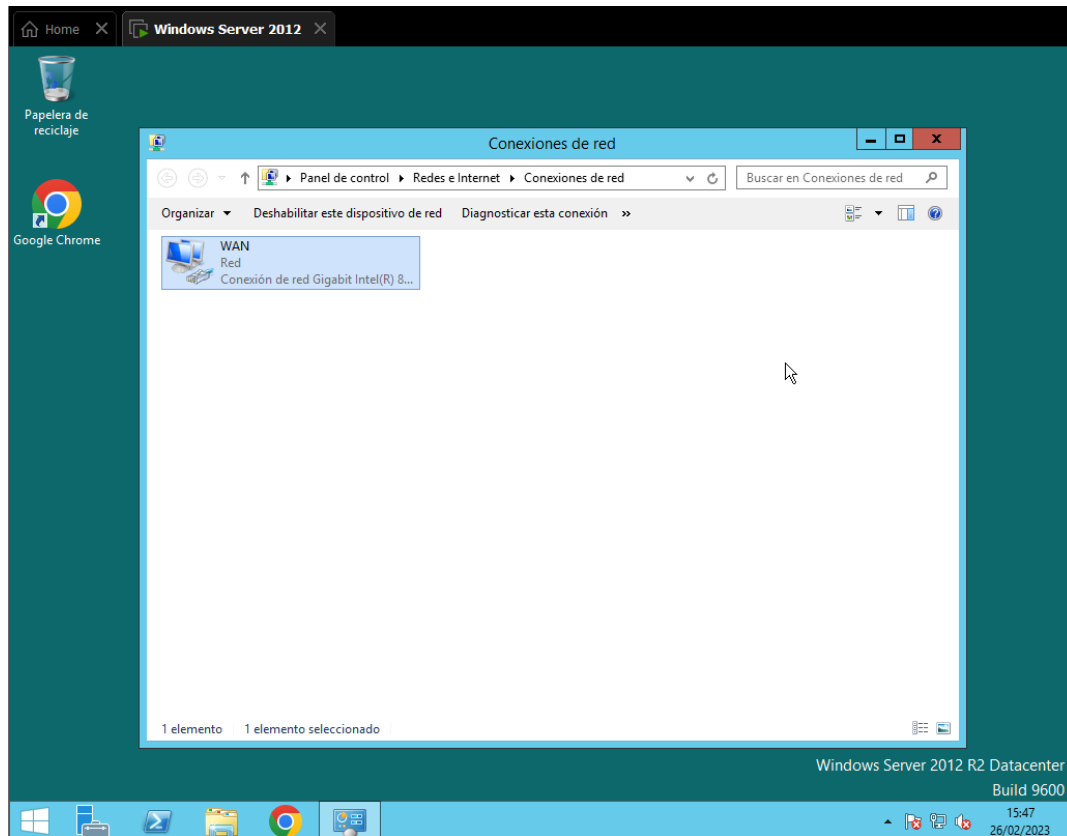 Home
Windows Server 2012
Papelera de
reciclaje
Google Chrome
Conexiones de red
Panel de control Redes e Internet Conexiones de red
Buscar en Conexiones de red
Organizar Deshabilitar este dispositivo de red Diagnosticar esta conexión »
WAN
Red
Conexión de red Gigabit Intel(R) 8...
1 elemento 1 elemento seleccionado
Windows Server 2012 R2 Datacenter
Build 9600
15:47
26/02/2023